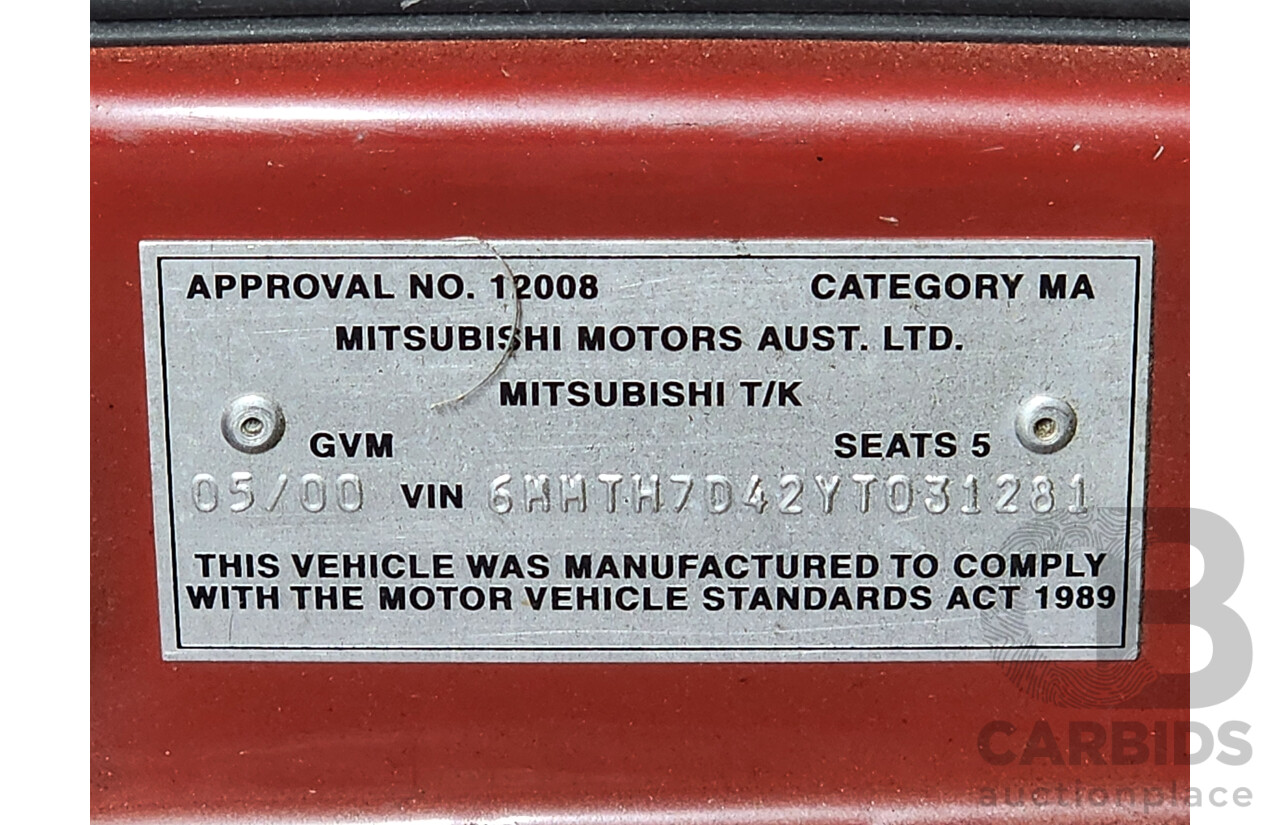 APPROVAL NO. 12008 CATEGORY MA
MITSUBISHI MOTORS AUST. LTD.
MITSUBISHI T/K
GVM SEATS 5
05/00 VIN 6MMTH7D42YT031281
THIS VEHICLE WAS MANUFACTURED TO COMPLY
WITH THE MOTOR VEHICLE STANDARDS ACT 1989
CB
CARBIDS
auctionplace